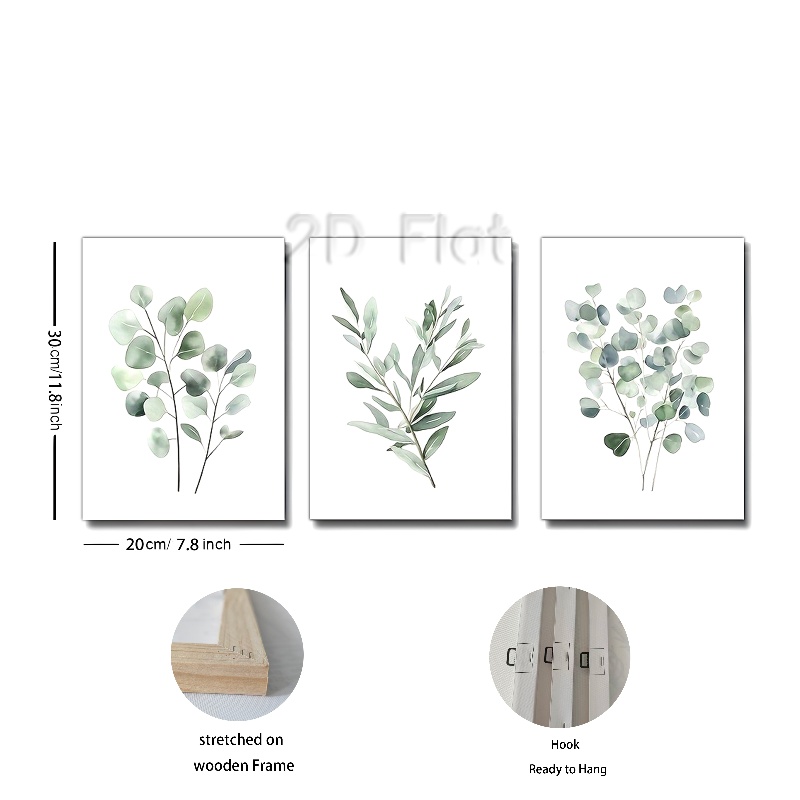 2D Flat
30cm/11.8inch
20cm/ 7.8 inch
stretched on
wooden Frame
Hook
Ready to Hang